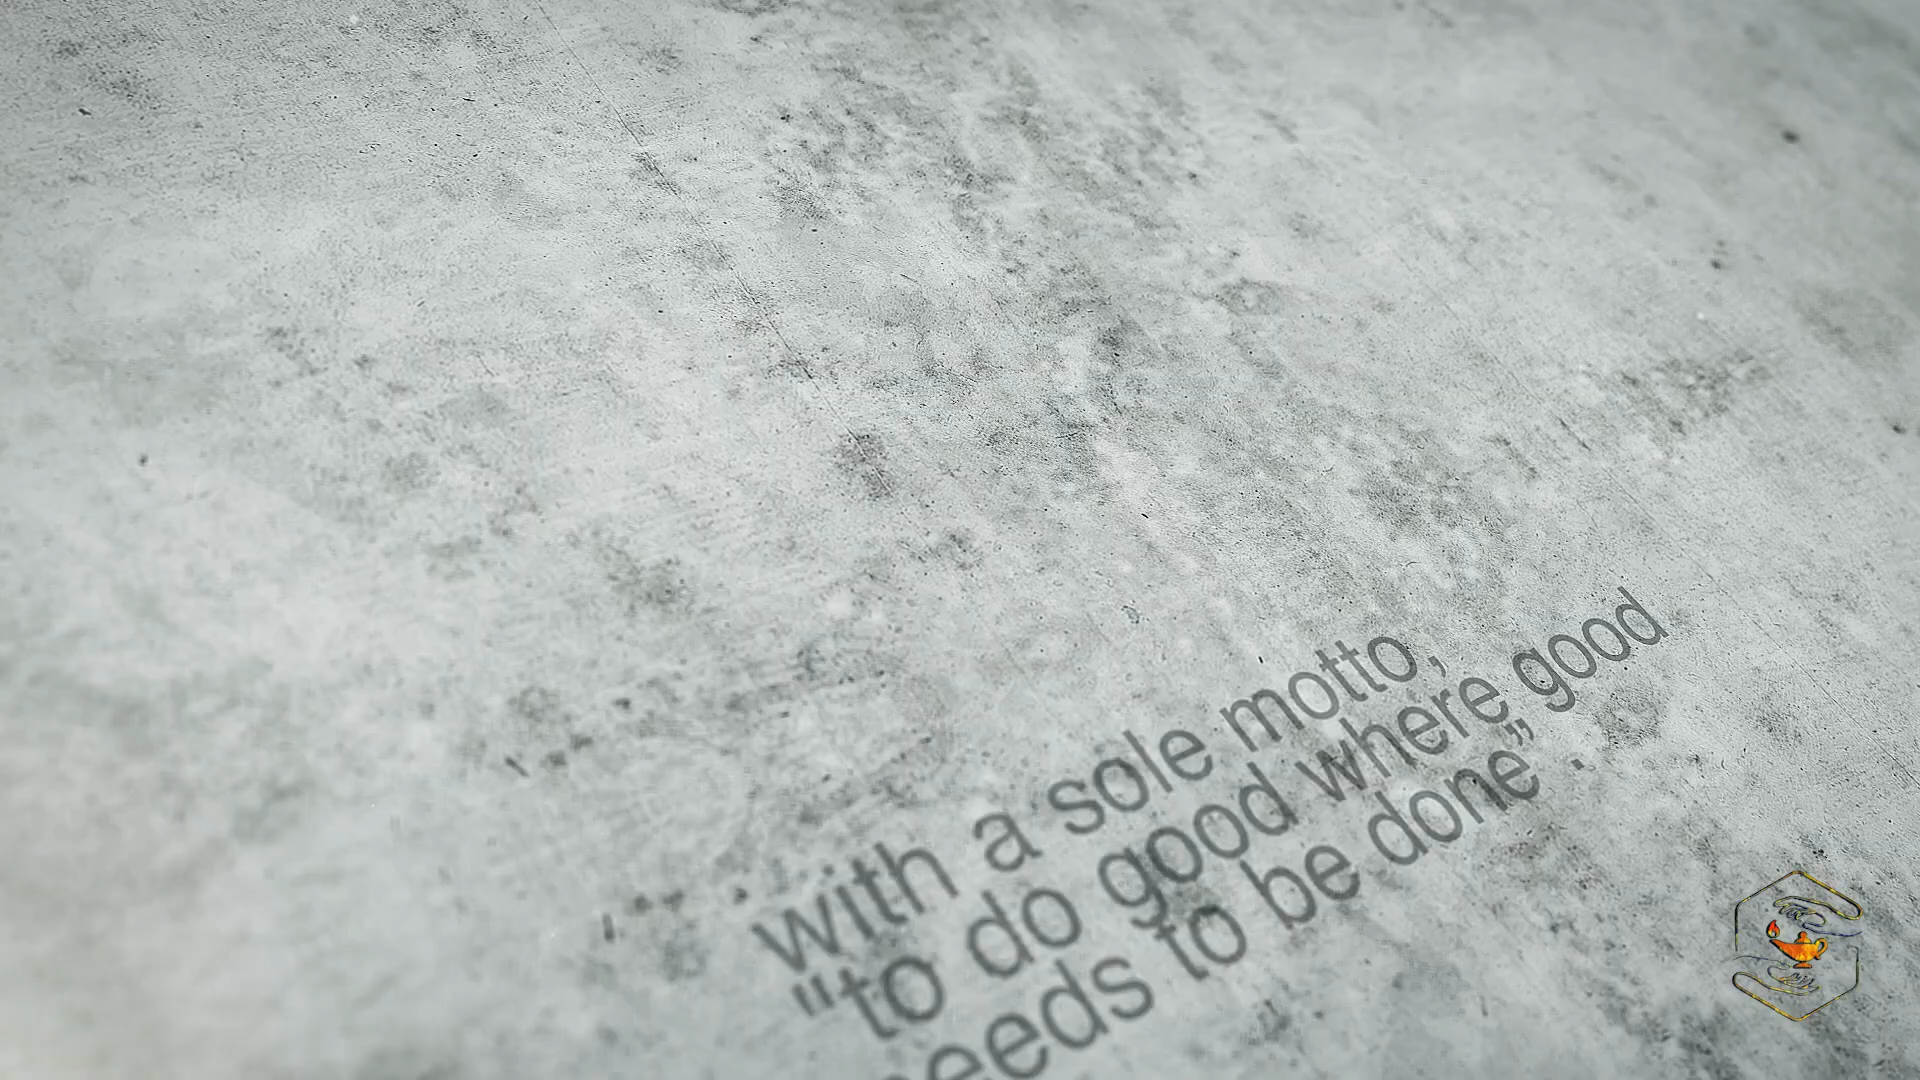 with a sole motto,
"to do good where good
needs to be done" .